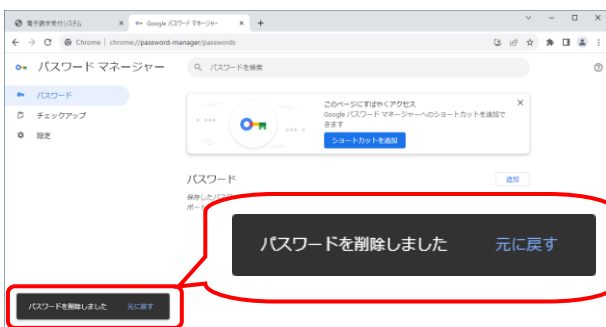 電子請求受付システム
Google パスワード マネージャー
Chrome | chrome://password-manager/passwords
パスワード マネージャー
パスワードを検索
パスワード
チェックアップ
設定
このページにすばやくアクセス
Google パスワード マネージャーへのショートカットを追加で
きます
ショートカットを追加
パスワード
追加
保存したパスワ
ポート
パスワードを削除しました 元に戻す
パスワードを削除しました 元に戻す